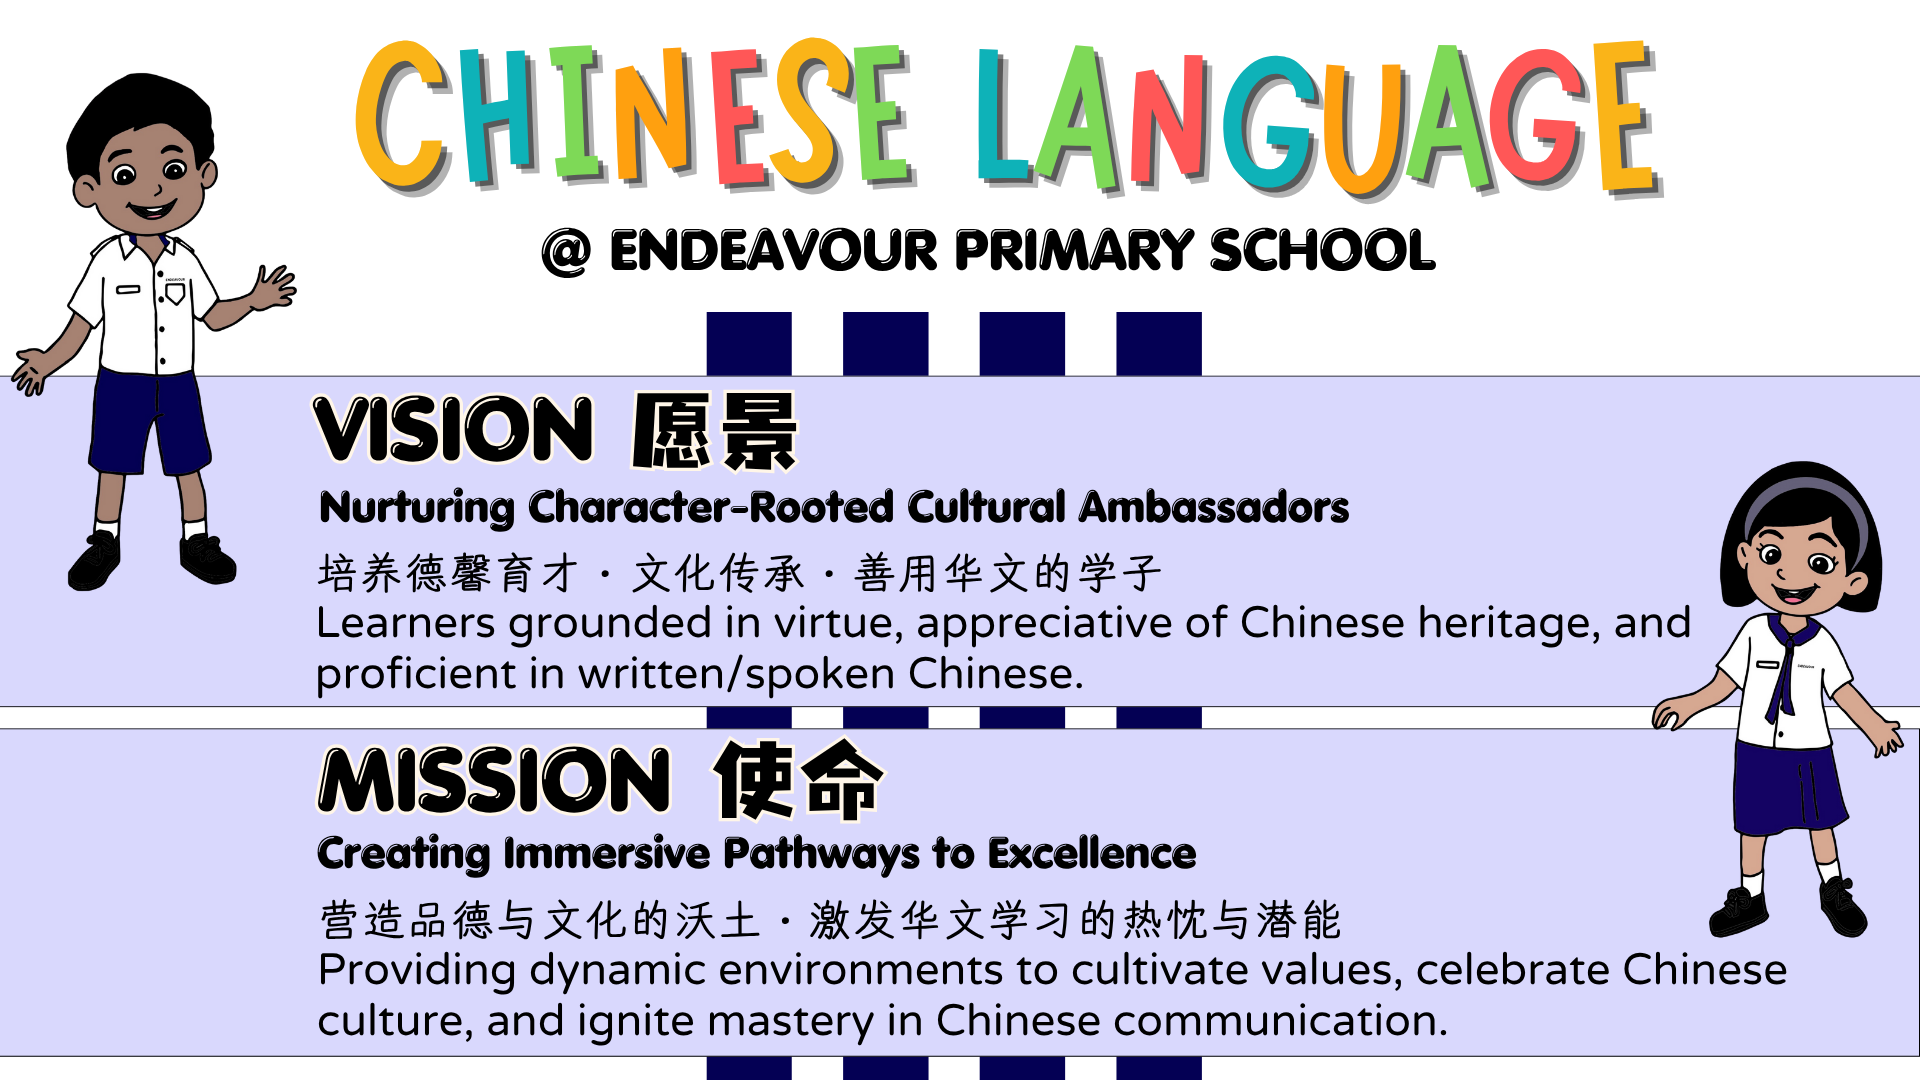 CHINESE LANGUAGE
@ ENDEAVOUR PRIMARY SCHOOL
VISION 愿景
Nurturing Character-Rooted Cultural Ambassadors
培养德馨育才·文化传承·善用华文的学子
Learners grounded in virtue, appreciative of Chinese heritage, and
proficient in written/spoken Chinese.
MISSION 使命
Creating Immersive Pathways to Excellence
营造品德与文化的沃土·激发华文学习的热忱与潜能
Providing dynamic environments to cultivate values, celebrate Chinese
culture, and ignite mastery in Chinese communication.